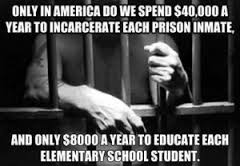 ONLY IN AMERICA DO WE SPEND $40,000 A
YEAR TO INCARCERATE EACH PRISON INMATE,
AND ONLY $8000 A YEAR TO EDUCATE EACH
ELEMENTARY SCHOOL STUDENT.